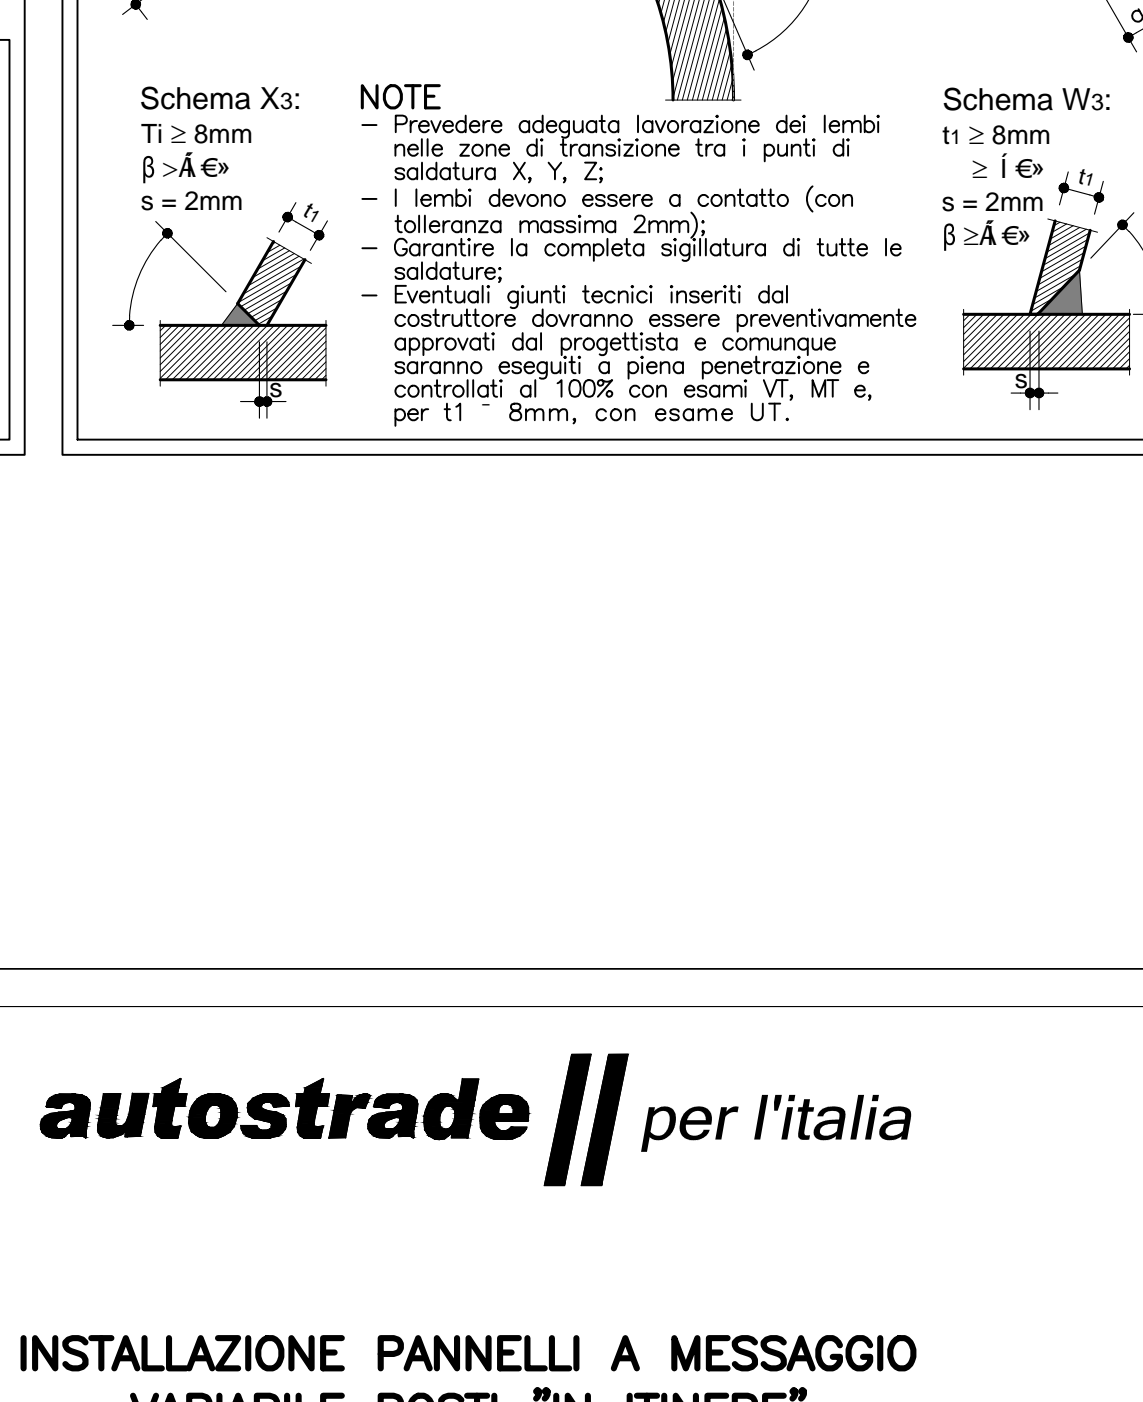 Schema X3:
Ti ≥ 8mm
β >Á €»
s = 2mm
t1
s
NOTE
– Prevedere adeguata lavorazione dei lembi
nelle zone di transizione tra i punti di
saldatura X, Y, Z;
– I lembi devono essere a contatto (con
tolleranza massima 2mm);
– Garantire la completa sigillatura di tutte le
saldature;
– Eventuali giunti tecnici inseriti dal
costruttore dovranno essere preventivamente
approvati dal progettista e comunque
saranno eseguiti a piena penetrazione e
controllati al 100% con esami VT, MT e,
per t1 ¯ 8mm, con esame UT.
Schema W3:
t1 ≥ 8mm
≥ Í €»
s = 2mm
β ≥Á €»
t1
s
autostrade // per l'italia
INSTALLAZIONE PANNELLI A MESSAGGIO
VARIABILE POSTI ”IN ITINERE”